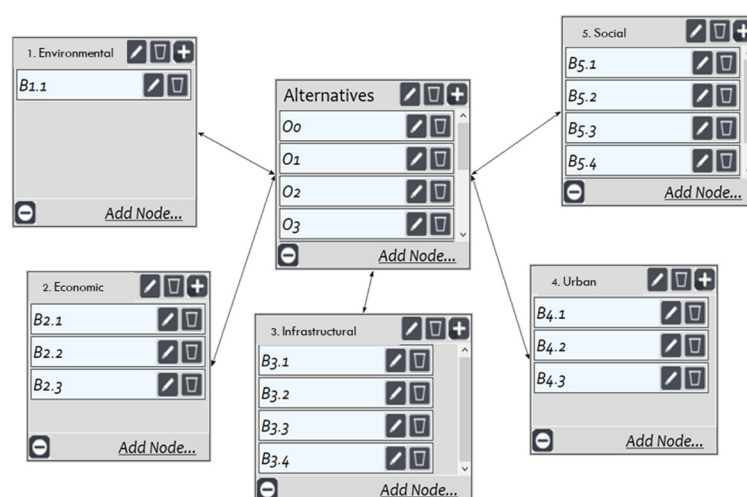 1. Environmental
B1.1
Add Node...
Alternatives
O0
O1
O2
O3
Add Node...
5. Social
B5.1
B5.2
B5.3
B5.4
Add Node...
2. Economic
B2.1
B2.2
B2.3
Add Node...
3. Infrastructural
B3.1
B3.2
B3.3
B3.4
Add Node...
4. Urban
B4.1
B4.2
B4.3
Add Node...